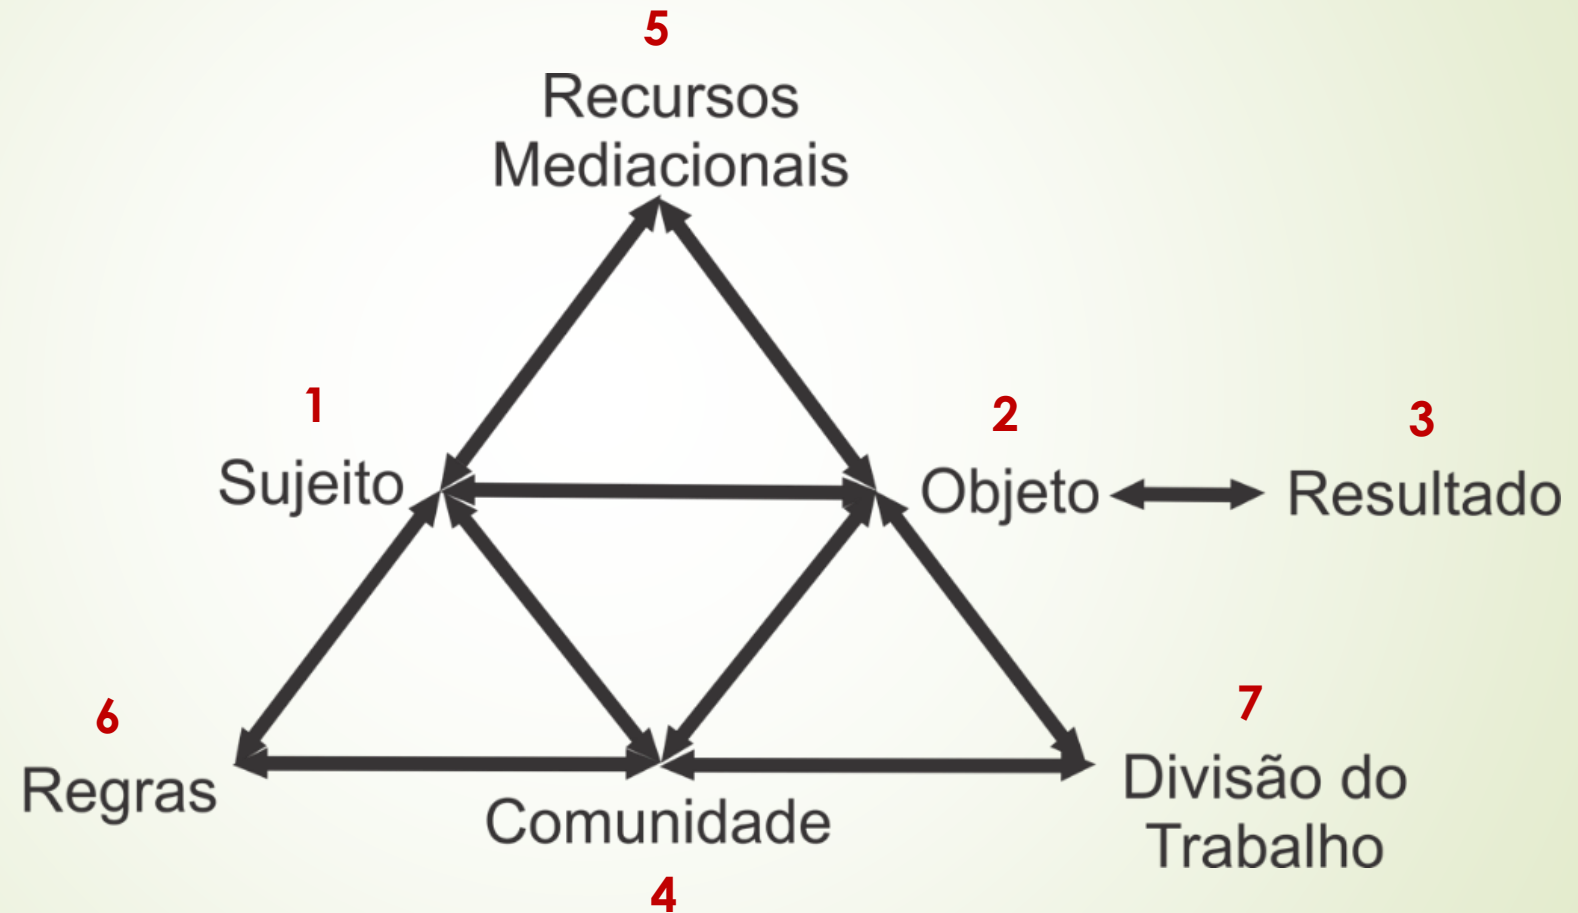 5
Recursos
Mediacionais
1
Sujeito
2
Objeto
3
Resultado
6
Regras
Comunidade
4
7
Divisão do
Trabalho